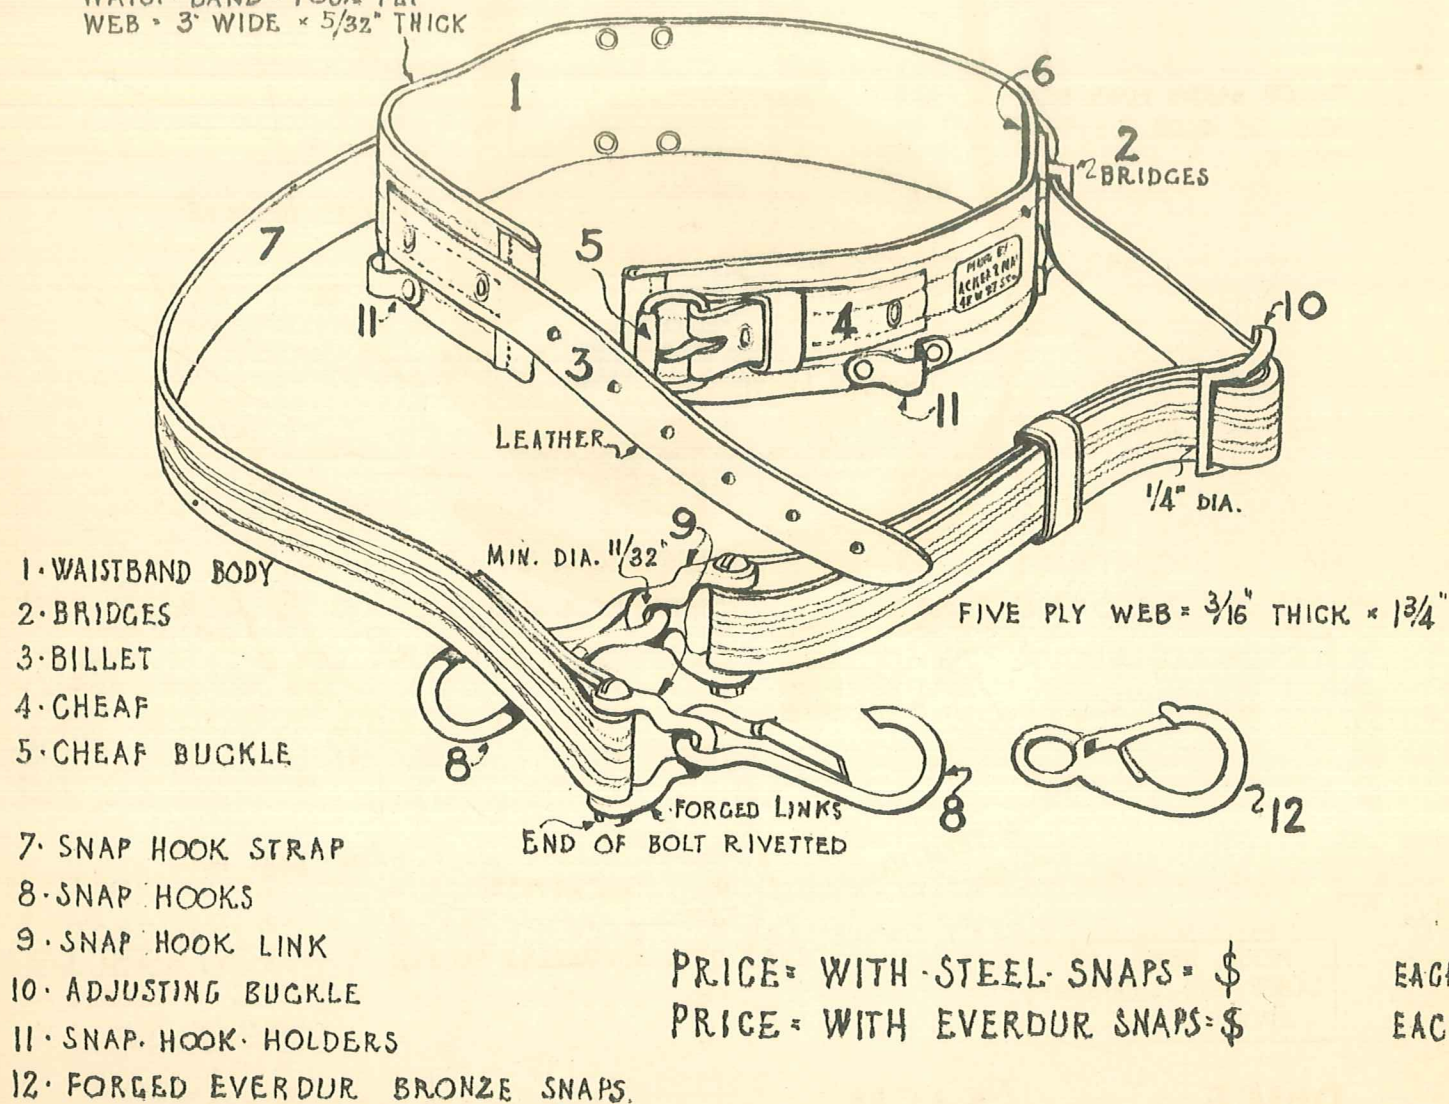 WEB = 3" WIDE × 5/32" THICK
1
6
2
2 BRIDGES
7
5
10
11
4
3
11
LEATHER
1/4" DIA.
9
MIN. DIA. 11/32"
1 · WAISTBAND BODY
2 · BRIDGES
FIVE PLY WEB = 3/16" THICK × 1 3/4"
3 · BILLET
4 · CHEAF
5 · CHEAF BUCKLE
8
8
12
FORGED LINKS
END OF BOLT RIVETTED
7 · SNAP HOOK STRAP
8 · SNAP HOOKS
9 · SNAP HOOK LINK
10 · ADJUSTING BUCKLE
11 · SNAP · HOOK · HOLDERS
12 · FORGED EVERDUR BRONZE SNAPS.
PRICE = WITH · STEEL · SNAPS = $
PRICE = WITH EVERDUR SNAPS = $